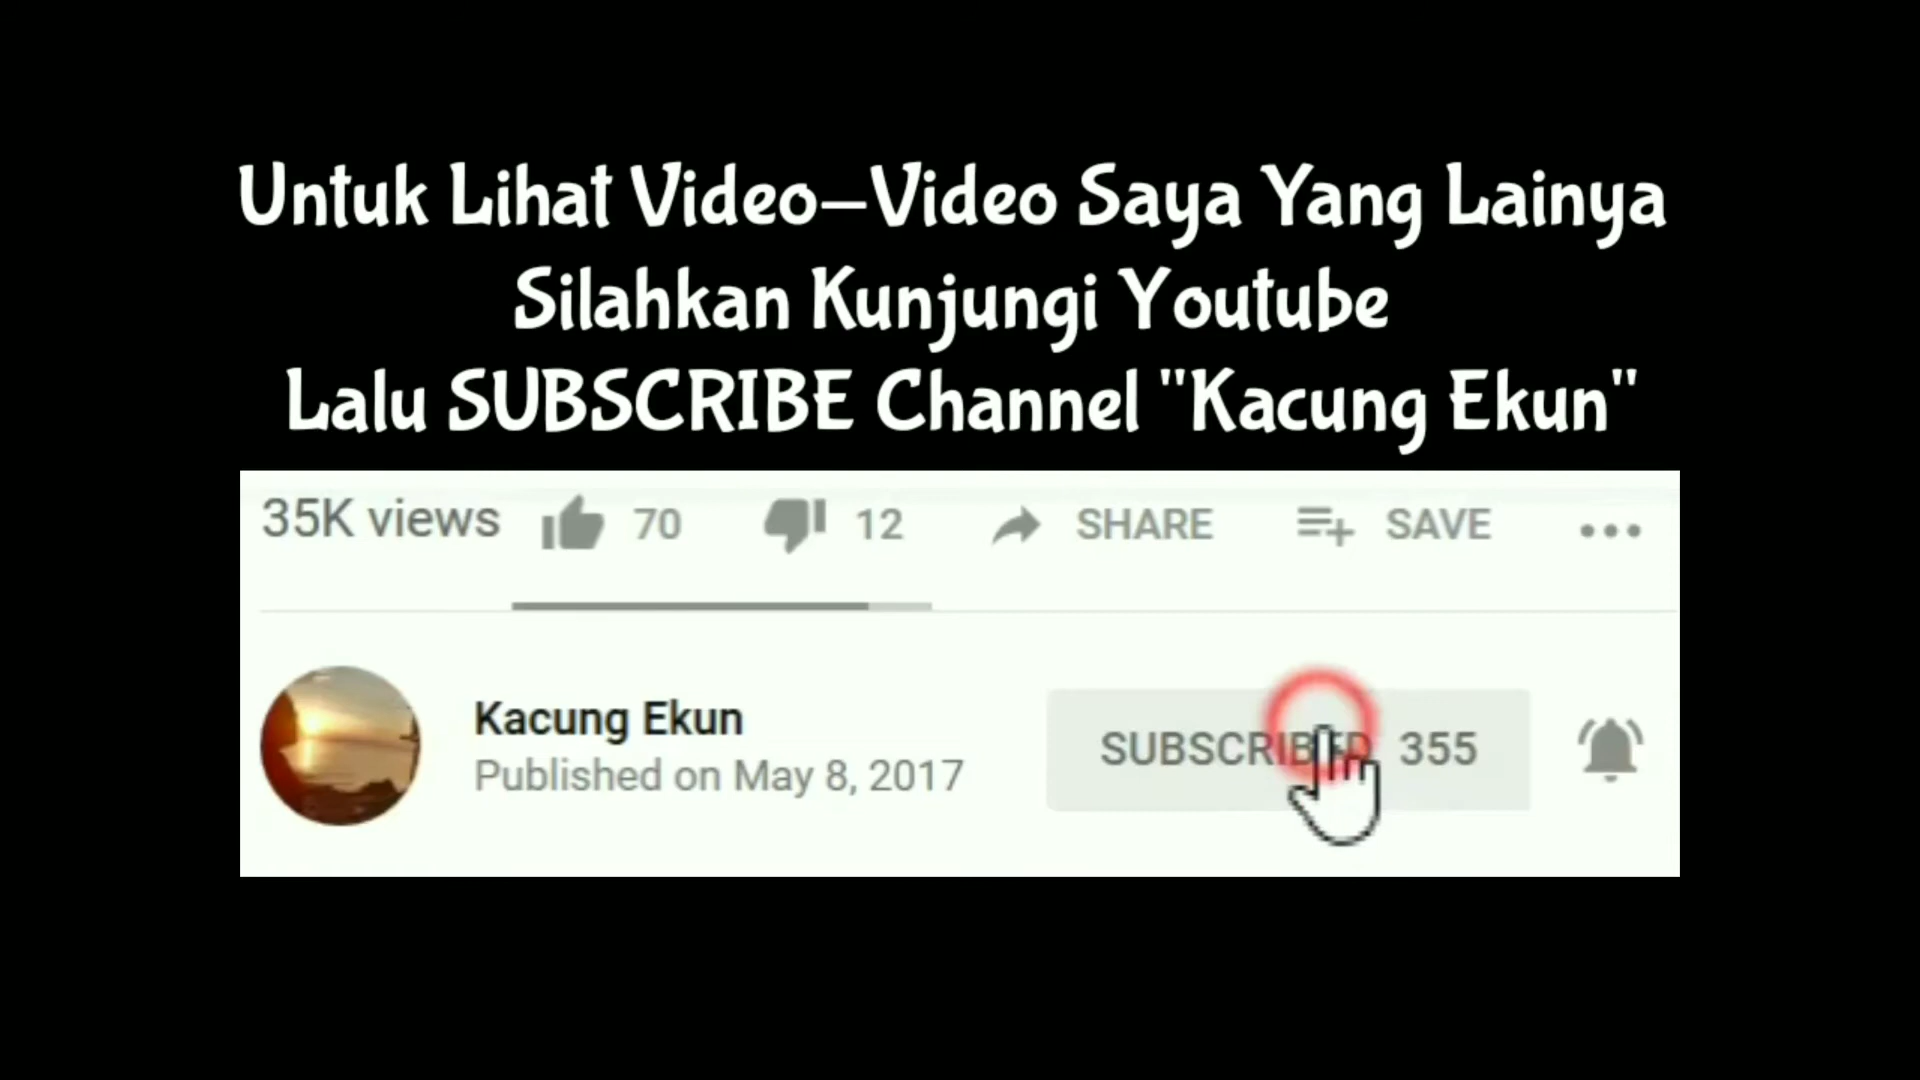 Untuk Lihat Video-Video Saya Yang Lainya
Silahkan Kunjungi Youtube
Lalu SUBSCRIBE Channel "Kacung Ekun"
35K views 70 12 SHARE SAVE
Kacung Ekun
Published on May 8, 2017
SUBSCRIBED 355